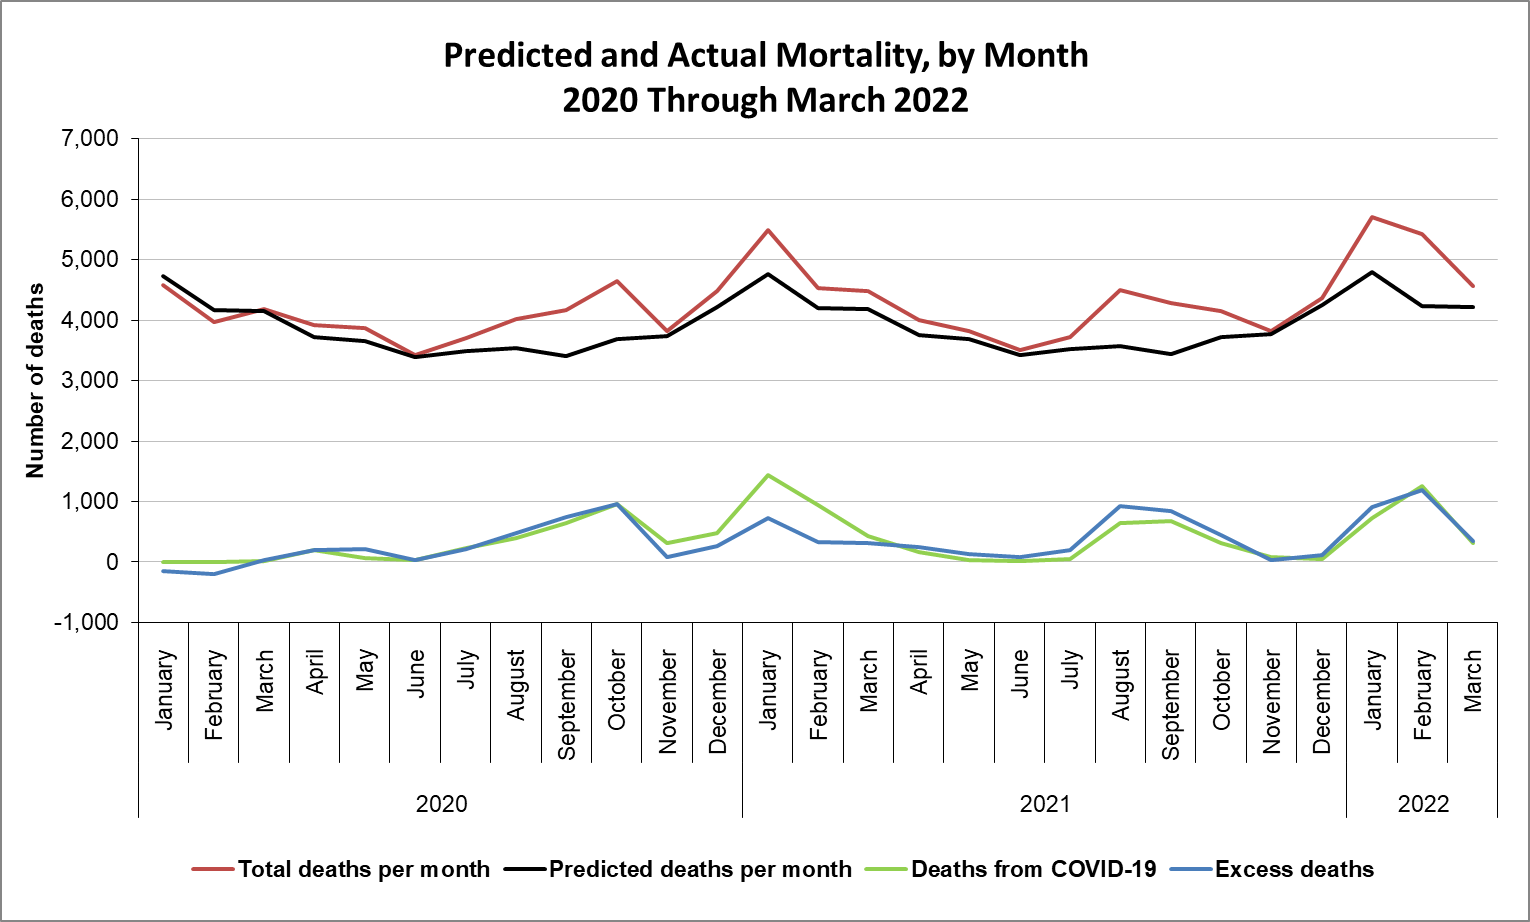 Predicted and Actual Mortality, by Month
2020 Through March 2022
7,000
6,000
5,000
4,000
3,000
2,000
1,000
0
-1,000
Number of deaths
January
February
March
April
May
June
July
August
September
October
November
December
January
February
March
April
May
June
July
August
September
October
November
December
January
February
March
2020
2021
2022
Total deaths per month
Predicted deaths per month
Deaths from COVID-19
Excess deaths